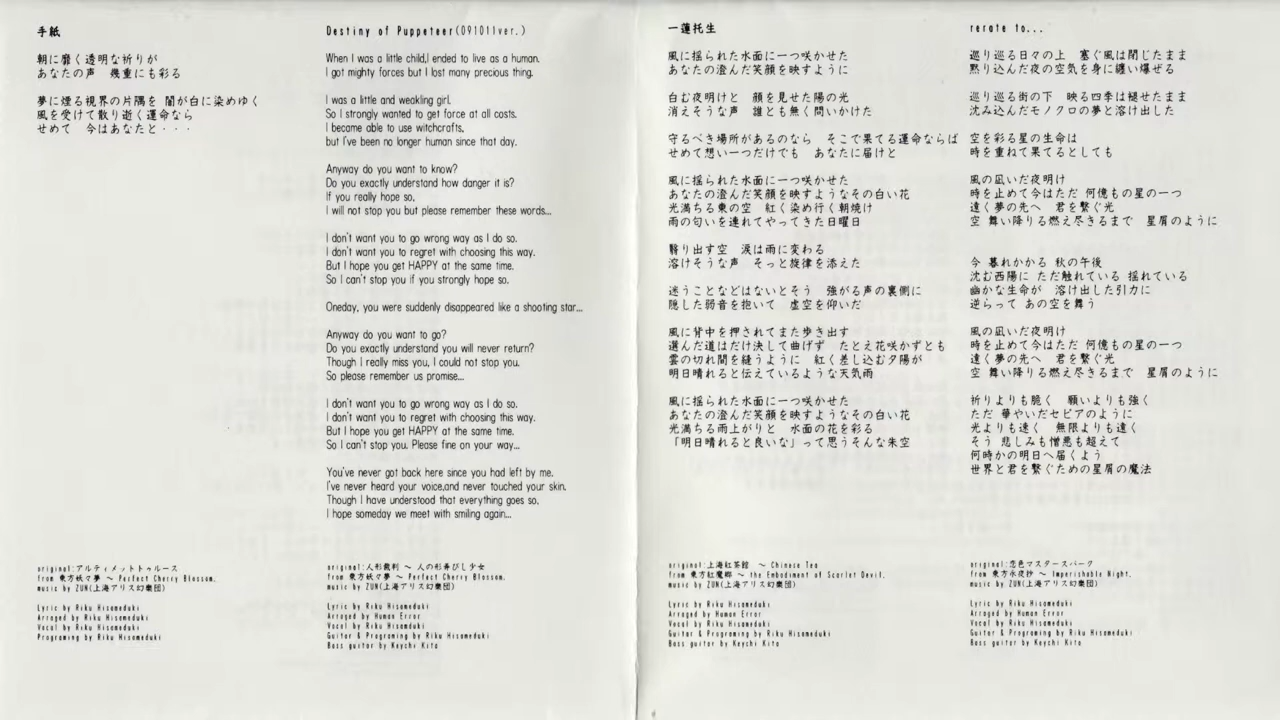 手紙
朝に靡く透明な祈りが
あなたの声　幾重にも彩る
夢に煙る視界の片隅を 闇が白に染めゆく
風を受けて散り逝く運命なら
せめて　今はあなたと・・・
original:アルティメットトゥルース
from 東方妖々夢 ～ Perfect Cherry Blossom.
music by ZUN(上海アリス幻樂団)
Lyric by Riku Hisameduki
Arraged by Riku Hisameduki
Vocal by Riku Hisameduki
Programing by Riku Hisameduki
Destiny of Puppeteer(091011ver.)
When I was a little child,I ended to live as a human.
I got mighty forces but I lost many precious thing.
I was a little and weakling girl.
So I strongly wanted to get force at all costs.
I became able to use witchcrafts,
but I've been no longer human since that day.
Anyway do you want to know?
Do you exactly understand how danger it is?
If you really hope so,
I will not stop you but please remember these words...
I don't want you to go wrong way as I do so.
I don't want you to regret with choosing this way.
But I hope you get HAPPY at the same time.
So I can't stop you if you strongly hope so.
Oneday, you were suddenly disappeared like a shooting star...
Anyway do you want to go?
Do you exactly understand you will never return?
Though I really miss you, I could not stop you.
So please remember us promise...
I don't want you to go wrong way as I do so.
I don't want you to regret with choosing this way.
But I hope you get HAPPY at the same time.
So I can't stop you. Please fine on your way...
You've never got back here since you had left by me.
I've never heard your voice,and never touched your skin.
Though I have understood that everything goes so,
I hope someday we meet with smiling again...
original:人形裁判 ～ 人の形弄びし少女
from 東方妖々夢 ～ Perfect Cherry Blossom.
music by ZUN(上海アリス幻樂団)
Lyric by Riku Hisameduki
Arraged by Human Error
Vocal by Riku Hisameduki
Guitar & Programing by Riku Hisameduki
Bass guitar by Keychi Kito
一蓮托生
風に揺られた水面に一つ咲かせた
あなたの澄んだ笑顔を映すように
白む夜明けと　顔を見せた陽の光
消えそうな声　誰とも無く問いかけた
守るべき場所があるのなら　そこで果てる運命ならば
せめて想い一つだけでも　あなたに届けと
風に揺られた水面に一つ咲かせた
あなたの澄んだ笑顔を映すようなその白い花
光満ちる東の空　紅く染め行く朝焼け
雨の匂いを連れてやってきた日曜日
翳り出す空　涙は雨に変わる
溶けそうな声　そっと旋律を添えた
迷うことなどはないとそう　強がる声の裏側に
隠した弱音を抱いて　虚空を仰いだ
風に背中を押されてまた歩き出す
選んだ道はだけ決して曲げず　たとえ花咲かずとも
雲の切れ間を縫うように　紅く差し込む夕陽が
明日晴れると伝えているような天気雨
風に揺られた水面に一つ咲かせた
あなたの澄んだ笑顔を映すようなその白い花
光満ちる雨上がりと　水面の花を彩る
「明日晴れると良いな」って思うそんな朱空
original:上海紅茶館　～ Chinese Tea
from 東方紅魔郷 ～ the Embodiment of Scarlet Devil.
music by ZUN(上海アリス幻樂団)
Lyric by Riku Hisameduki
Arraged by Human Error
Vocal by Riku Hisameduki
Guitar & Programing by Riku Hisameduki
Bass guitar by Keychi Kito
rerate to...
巡り巡る日々の上　塞ぐ風は閉じたまま
黙り込んだ夜の空気を身に纏い爆ぜる
巡り巡る街の下　映る四季は褪せたまま
沈み込んだモノクロの夢と溶け出した
空を彩る星の生命は
時を重ねて果てるとしても
風の凪いだ夜明け
時を止めて今はただ 何億もの星の一つ
遠く夢の先へ　君を繋ぐ光
空 舞い降りる燃え尽きるまで　星屑のように
今 暮れかかる 秋の午後
沈む西陽に ただ触れている 揺れている
幽かな生命が　溶け出した引力に
逆らって あの空を舞う
風の凪いだ夜明け
時を止めて今はただ 何億もの星の一つ
遠く夢の先へ　君を繋ぐ光
空 舞い降りる燃え尽きるまで　星屑のように
祈りよりも脆く　願いよりも強く
ただ 華やいだセピアのように
光よりも速く　無限よりも遠く
そう 悲しみも憎悪も超えて
何時かの明日へ届くよう
世界と君を繋ぐための星屑の魔法
original:恋色マスタースパーク
from 東方永夜抄 ～ Imperishable Night.
music by ZUN(上海アリス幻樂団)
Lyric by Riku Hisameduki
Arraged by Human Error
Vocal by Riku Hisameduki
Guitar & Programing by Riku Hisameduki
Bass guitar by Keychi Kito